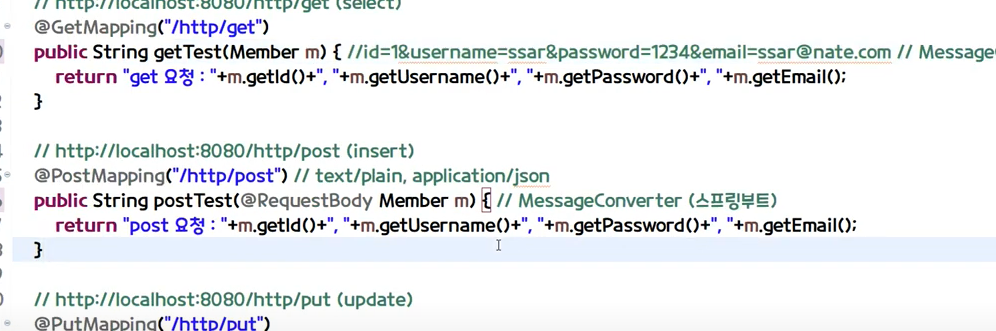 // http://localhost:8080/http/get (select)
@GetMapping("/http/get")
public String getTest(Member m) { //id=1&username=ssar&password=1234&email=ssar@nate.com // Message
return "get 요청 : "+m.getId()+", "+m.getUsername()+", "+m.getPassword()+", "+m.getEmail();
}
// http://localhost:8080/http/post (insert)
@PostMapping("/http/post") // text/plain, application/json
public String postTest(@RequestBody Member m) { // MessageConverter (스프링부트)
return "post 요청 : "+m.getId()+", "+m.getUsername()+", "+m.getPassword()+", "+m.getEmail();
}
// http://localhost:8080/http/put (update)
@PutMapping("/http/put")